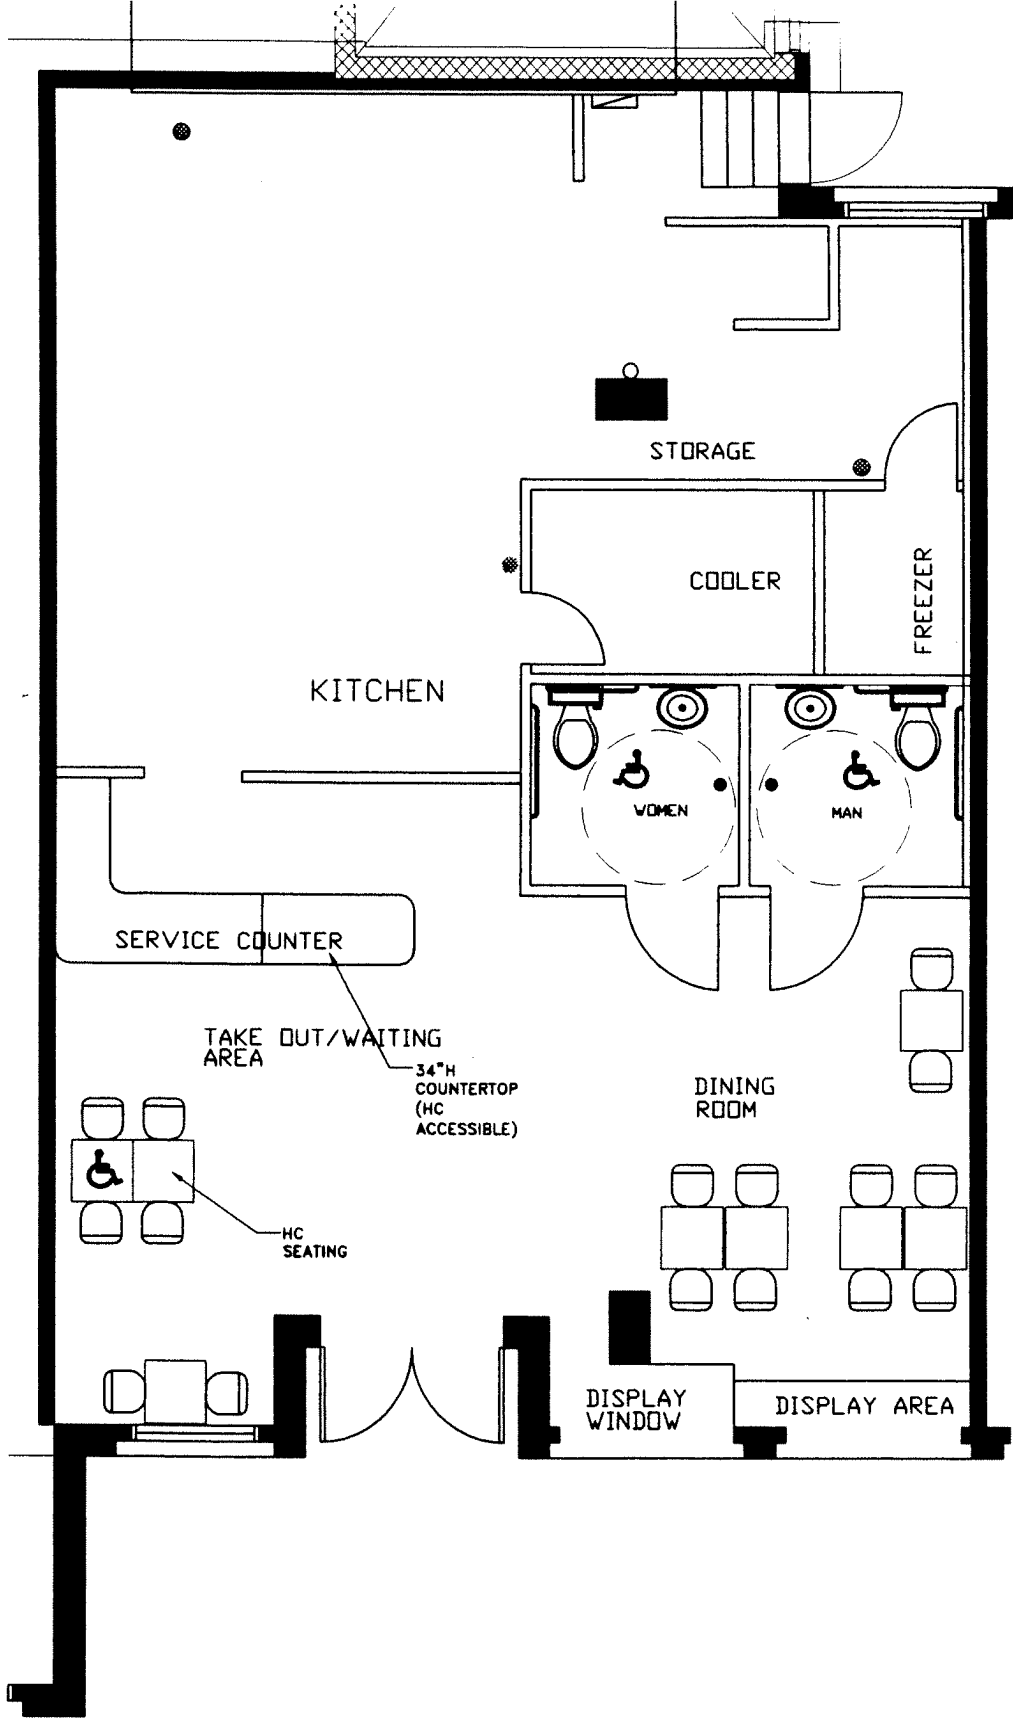 STORAGE
COOLER
FREEZER
KITCHEN
WOMEN
MAN
SERVICE COUNTER
TAKE OUT/WAITING
AREA
34"H
COUNTERTOP
(HC
ACCESSIBLE)
DINING
ROOM
HC
SEATING
DISPLAY
WINDOW
DISPLAY AREA